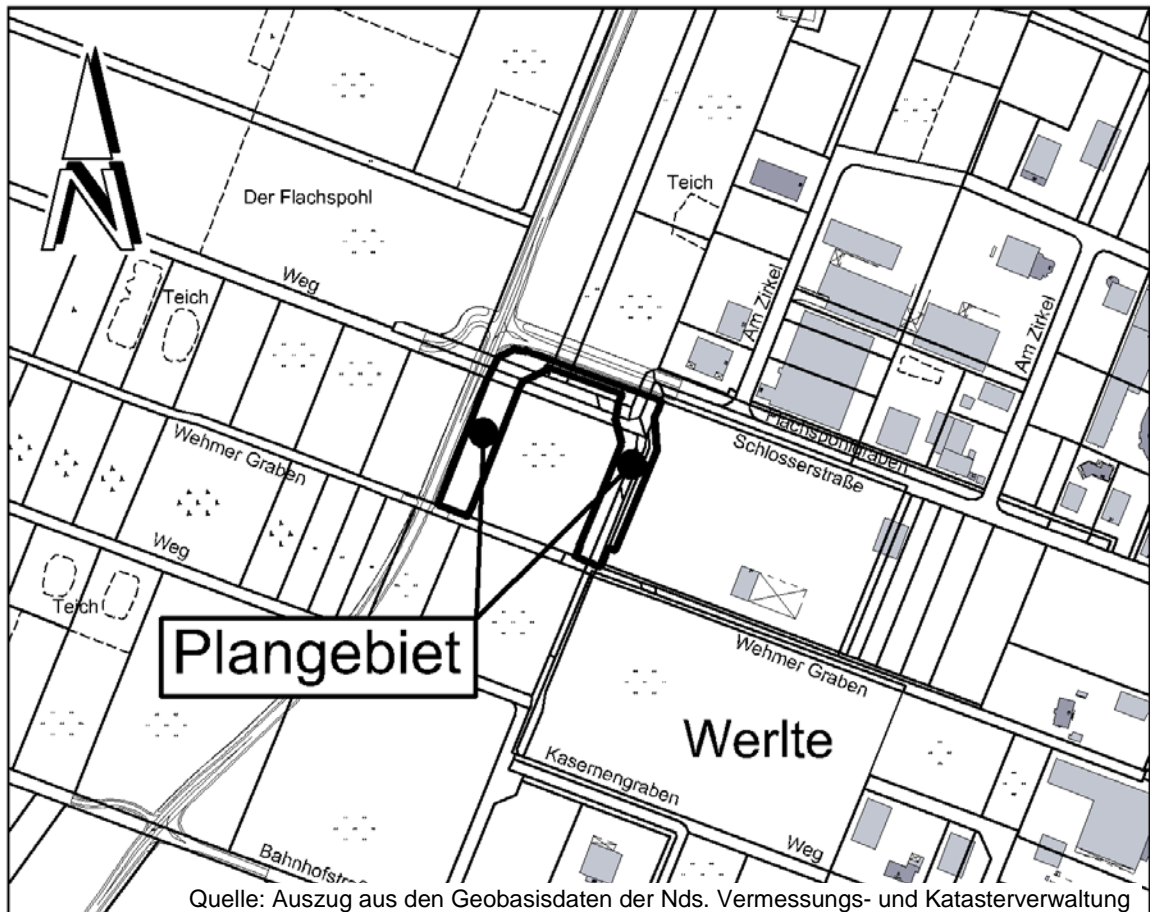 Der Flachspohl
Teich
Weg
Teich
Am Zirkel
Am Zirkel
Flachspohlgraben
Schlosserstraße
Wehmer Graben
Weg
Teich
Plangebiet
Wehmer Graben
Werlte
Kasernengraben
Weg
N
Quelle: Auszug aus den Geobasisdaten der Nds. Vermessungs- und Katasterverwaltung